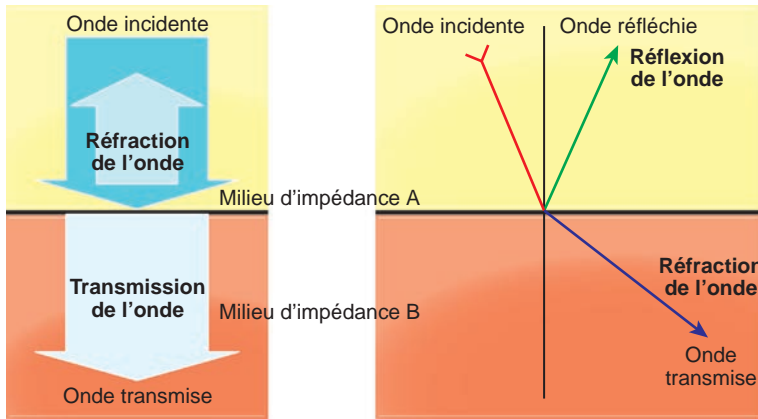 Onde incidente
Réfraction
de l'onde
Milieu d'impédance A
Transmission
de l'onde
Milieu d'impédance B
Onde transmise
Onde incidente
Onde réfléchie
Réflexion
de l'onde
Réfraction
de l'onde
Onde
transmise